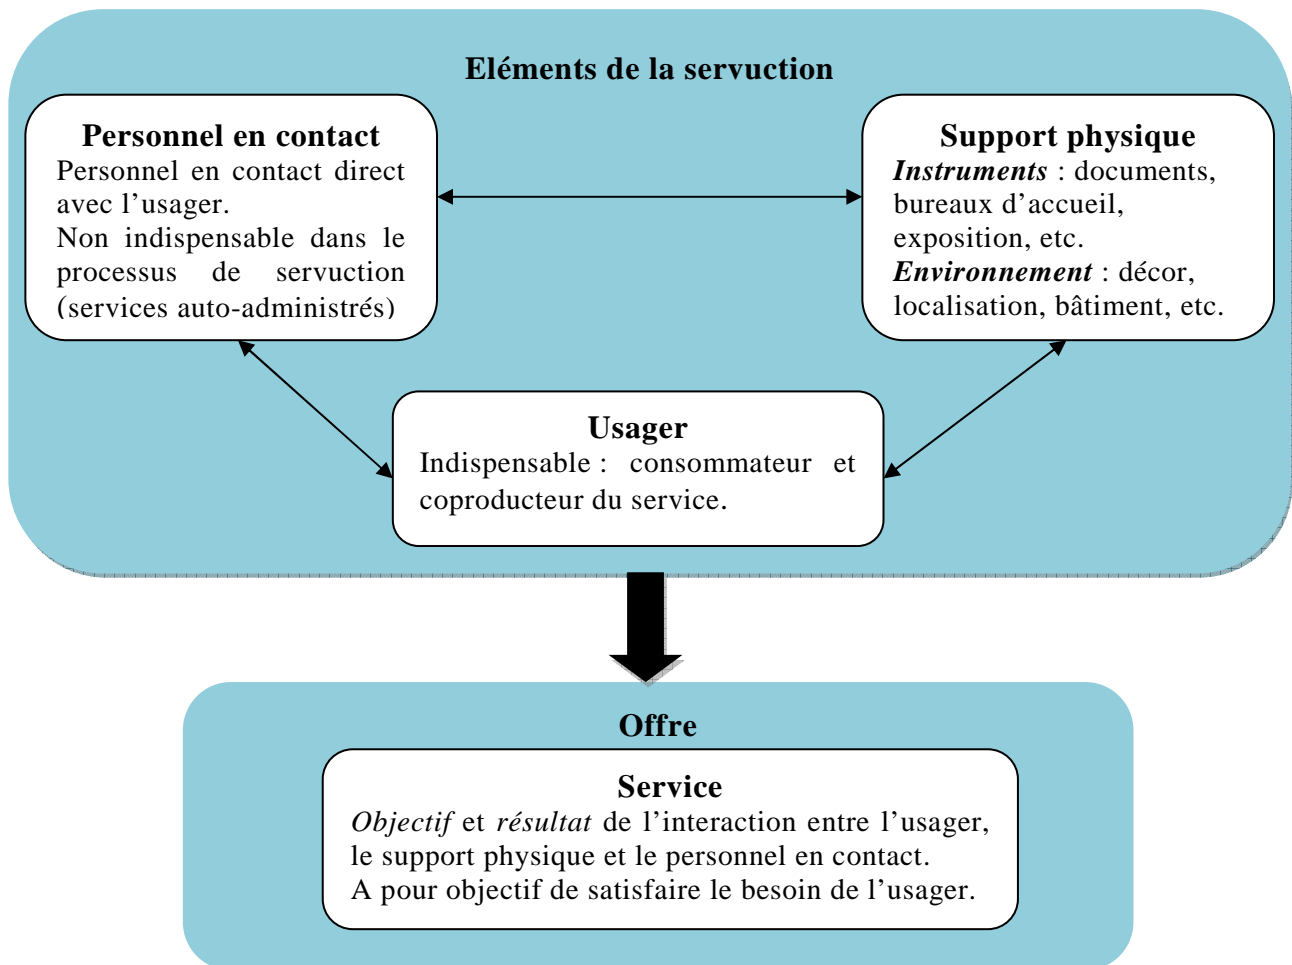 Eléments de la servuction
Personnel en contact
Personnel en contact direct
avec l’usager.
Non indispensable dans le
processus de servuction
(services auto-administrés)
Support physique
Instruments : documents,
bureaux d’accueil,
exposition, etc.
Environnement : décor,
localisation, bâtiment, etc.
Usager
Indispensable : consommateur et
coproducteur du service.
Offre
Service
Objectif et résultat de l’interaction entre l’usager,
le support physique et le personnel en contact.
A pour objectif de satisfaire le besoin de l’usager.